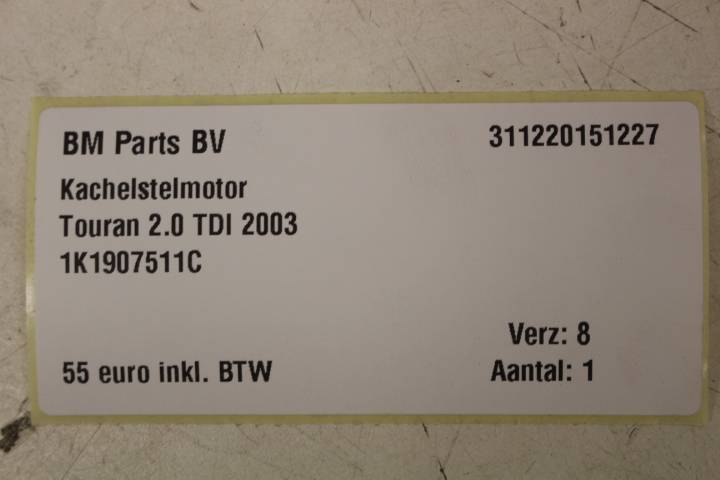 BM Parts BV
311220151227
Kachelstelmotor
Touran 2.0 TDI 2003
1K1907511C
Verz: 8
55 euro inkl. BTW
Aantal: 1